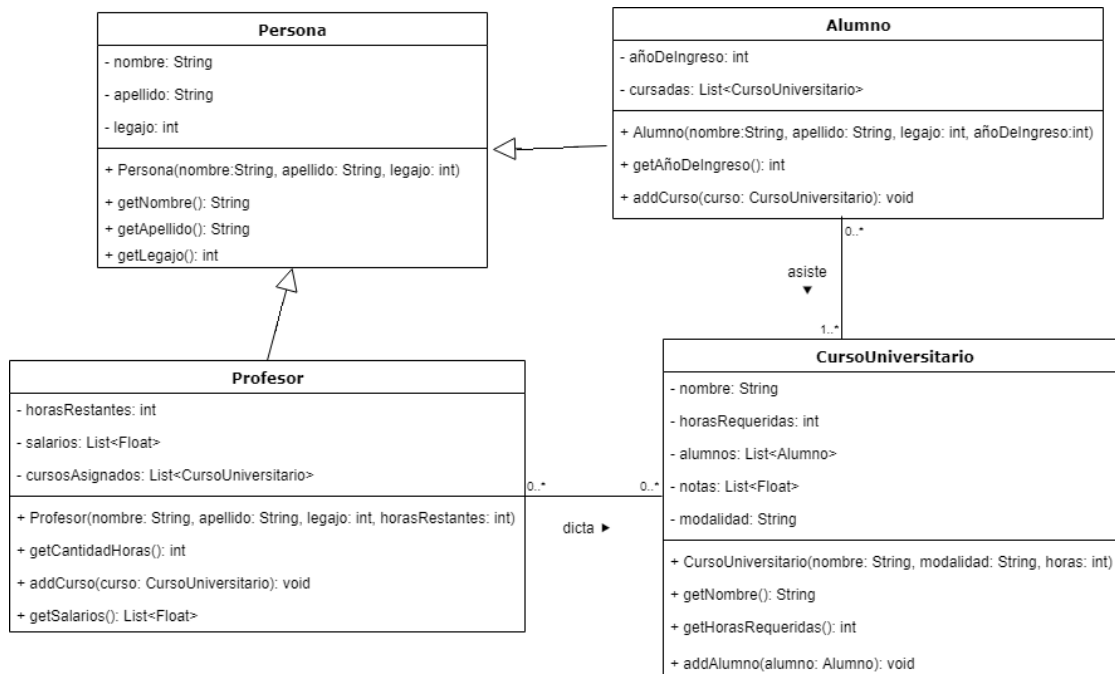 Persona
- nombre: String
- apellido: String
- legajo: int
+ Persona(nombre:String, apellido: String, legajo: int)
+ getNombre(): String
+ getApellido(): String
+ getLegajo(): int
Alumno
- añoDeIngreso: int
- cursadas: List<CursoUniversitario>
+ Alumno(nombre:String, apellido: String, legajo: int, añoDeIngreso:int)
+ getAñoDeIngreso(): int
+ addCurso(curso: CursoUniversitario): void
0..*
asiste
▼
1..*
Profesor
- horasRestantes: int
- salarios: List<Float>
- cursosAsignados: List<CursoUniversitario>
+ Profesor(nombre: String, apellido: String, legajo: int, horasRestantes: int)
+ getCantidadHoras(): int
+ addCurso(curso: CursoUniversitario): void
+ getSalarios(): List<Float>
0..*
0..*
dicta ►
CursoUniversitario
- nombre: String
- horasRequeridas: int
- alumnos: List<Alumno>
- notas: List<Float>
- modalidad: String
+ CursoUniversitario(nombre: String, modalidad: String, horas: int)
+ getNombre(): String
+ getHorasRequeridas(): int
+ addAlumno(alumno: Alumno): void